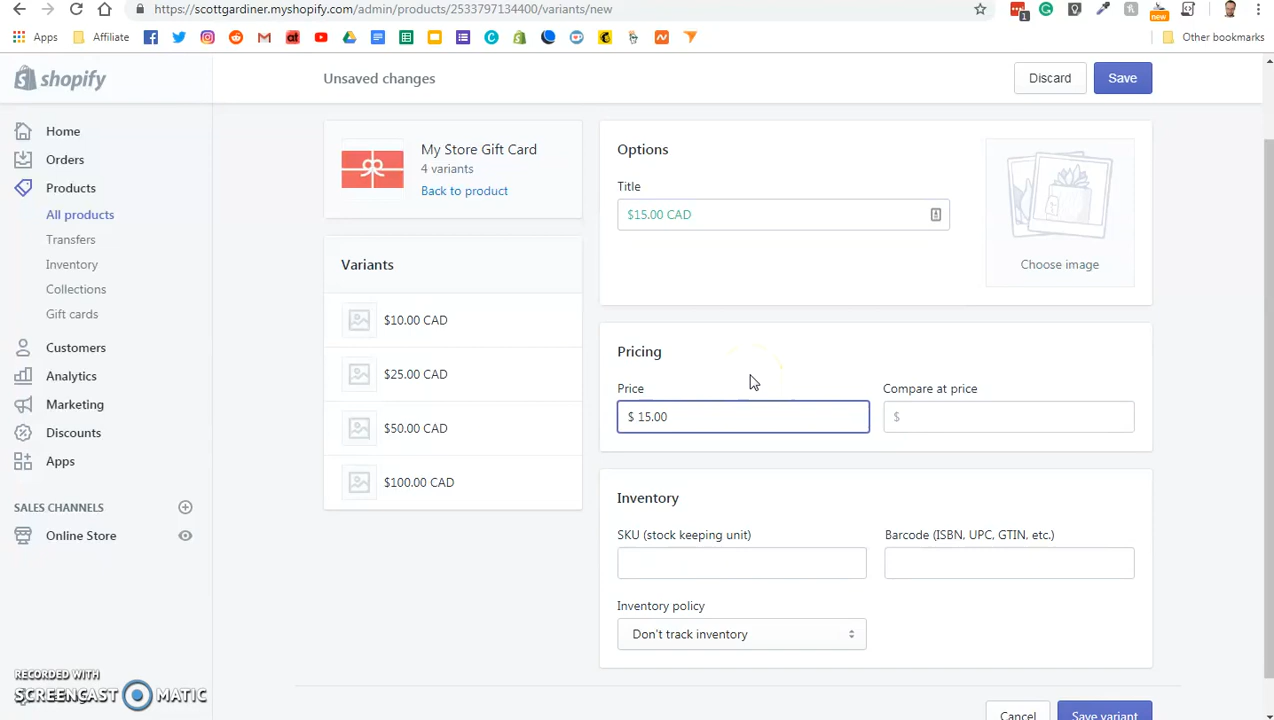 https://scottgardiner.myshopify.com/admin/products/2533797134400/variants/new
1
new
Apps
Affiliate
Other bookmarks
shopify
Unsaved changes
Discard
Save
Home
Orders
Products
All products
Transfers
Inventory
Collections
Gift cards
Customers
Analytics
Marketing
Discounts
Apps
SALES CHANNELS
Online Store
My Store Gift Card
4 variants
Back to product
Variants
$10.00 CAD
$25.00 CAD
$50.00 CAD
$100.00 CAD
Options
Title
$15.00 CAD
Choose image
Pricing
Price
Compare at price
$ 15.00
$
Inventory
SKU (stock keeping unit)
Barcode (ISBN, UPC, GTIN, etc.)
Inventory policy
Don't track inventory
Cancel
Save variant
RECORDED WITH
SCREENCAST MATIC